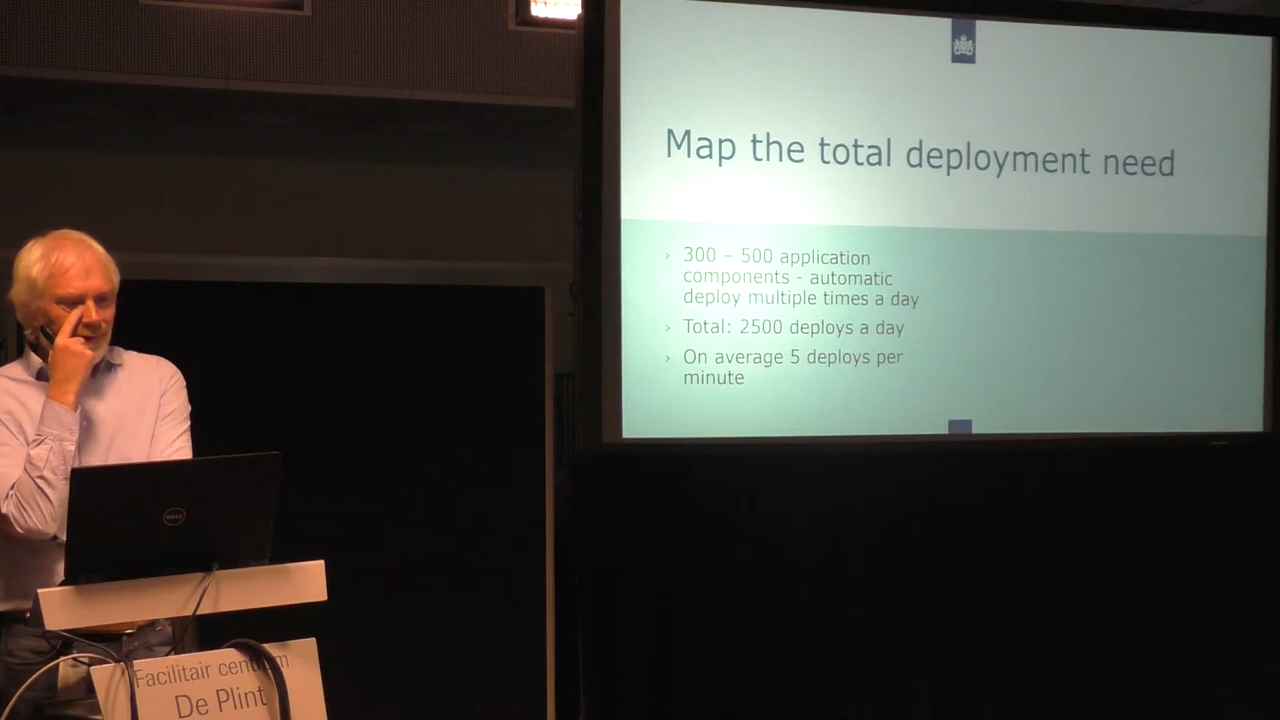 Map the total deployment need
› 300 – 500 application
components - automatic
deploy multiple times a day
› Total: 2500 deploys a day
› On average 5 deploys per
minute
DELL
Facilitair centrum
De Plint